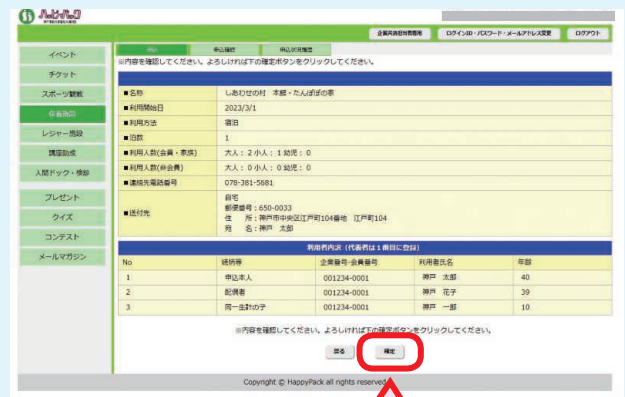 ハッピーパック
企業共済担当者専用 ログインID・パスワード・メールアドレス変更 ログアウト
イベント
チケット
スポーツ観戦
保養施設
レジャー施設
講座助成
人間ドック・検診
プレゼント
クイズ
コンテスト
メールマガジン
申込 申込確認 申込状況履歴
※内容を確認してください。よろしければ下の確定ボタンをクリックしてください。
■名称 しあわせの村 本館・たんぽぽの家
■利用開始日 2023/3/1
■利用方法 宿泊
■泊数 1
■利用人数(会員・家族) 大人： 2 小人： 1 幼児： 0
■利用人数(非会員) 大人： 0 小人： 0 幼児： 0
■連絡先電話番号 078-381-5681
■送付先 自宅
郵便番号：650-0033
住 所：神戸市中央区江戸町104番地 江戸町104
宛 名：神戸 太郎
利用者内訳（代表者は１番目に登録）
No 続柄等 企業番号-会員番号 利用者氏名 年齢
1 申込本人 001234-0001 神戸 太郎 40
2 配偶者 001234-0001 神戸 花子 39
3 同一生計の子 001234-0001 神戸 一郎 10
※内容を確認してください。よろしければ下の確定ボタンをクリックしてください。
戻る 確定
Copyright © HappyPack all rights reserved.